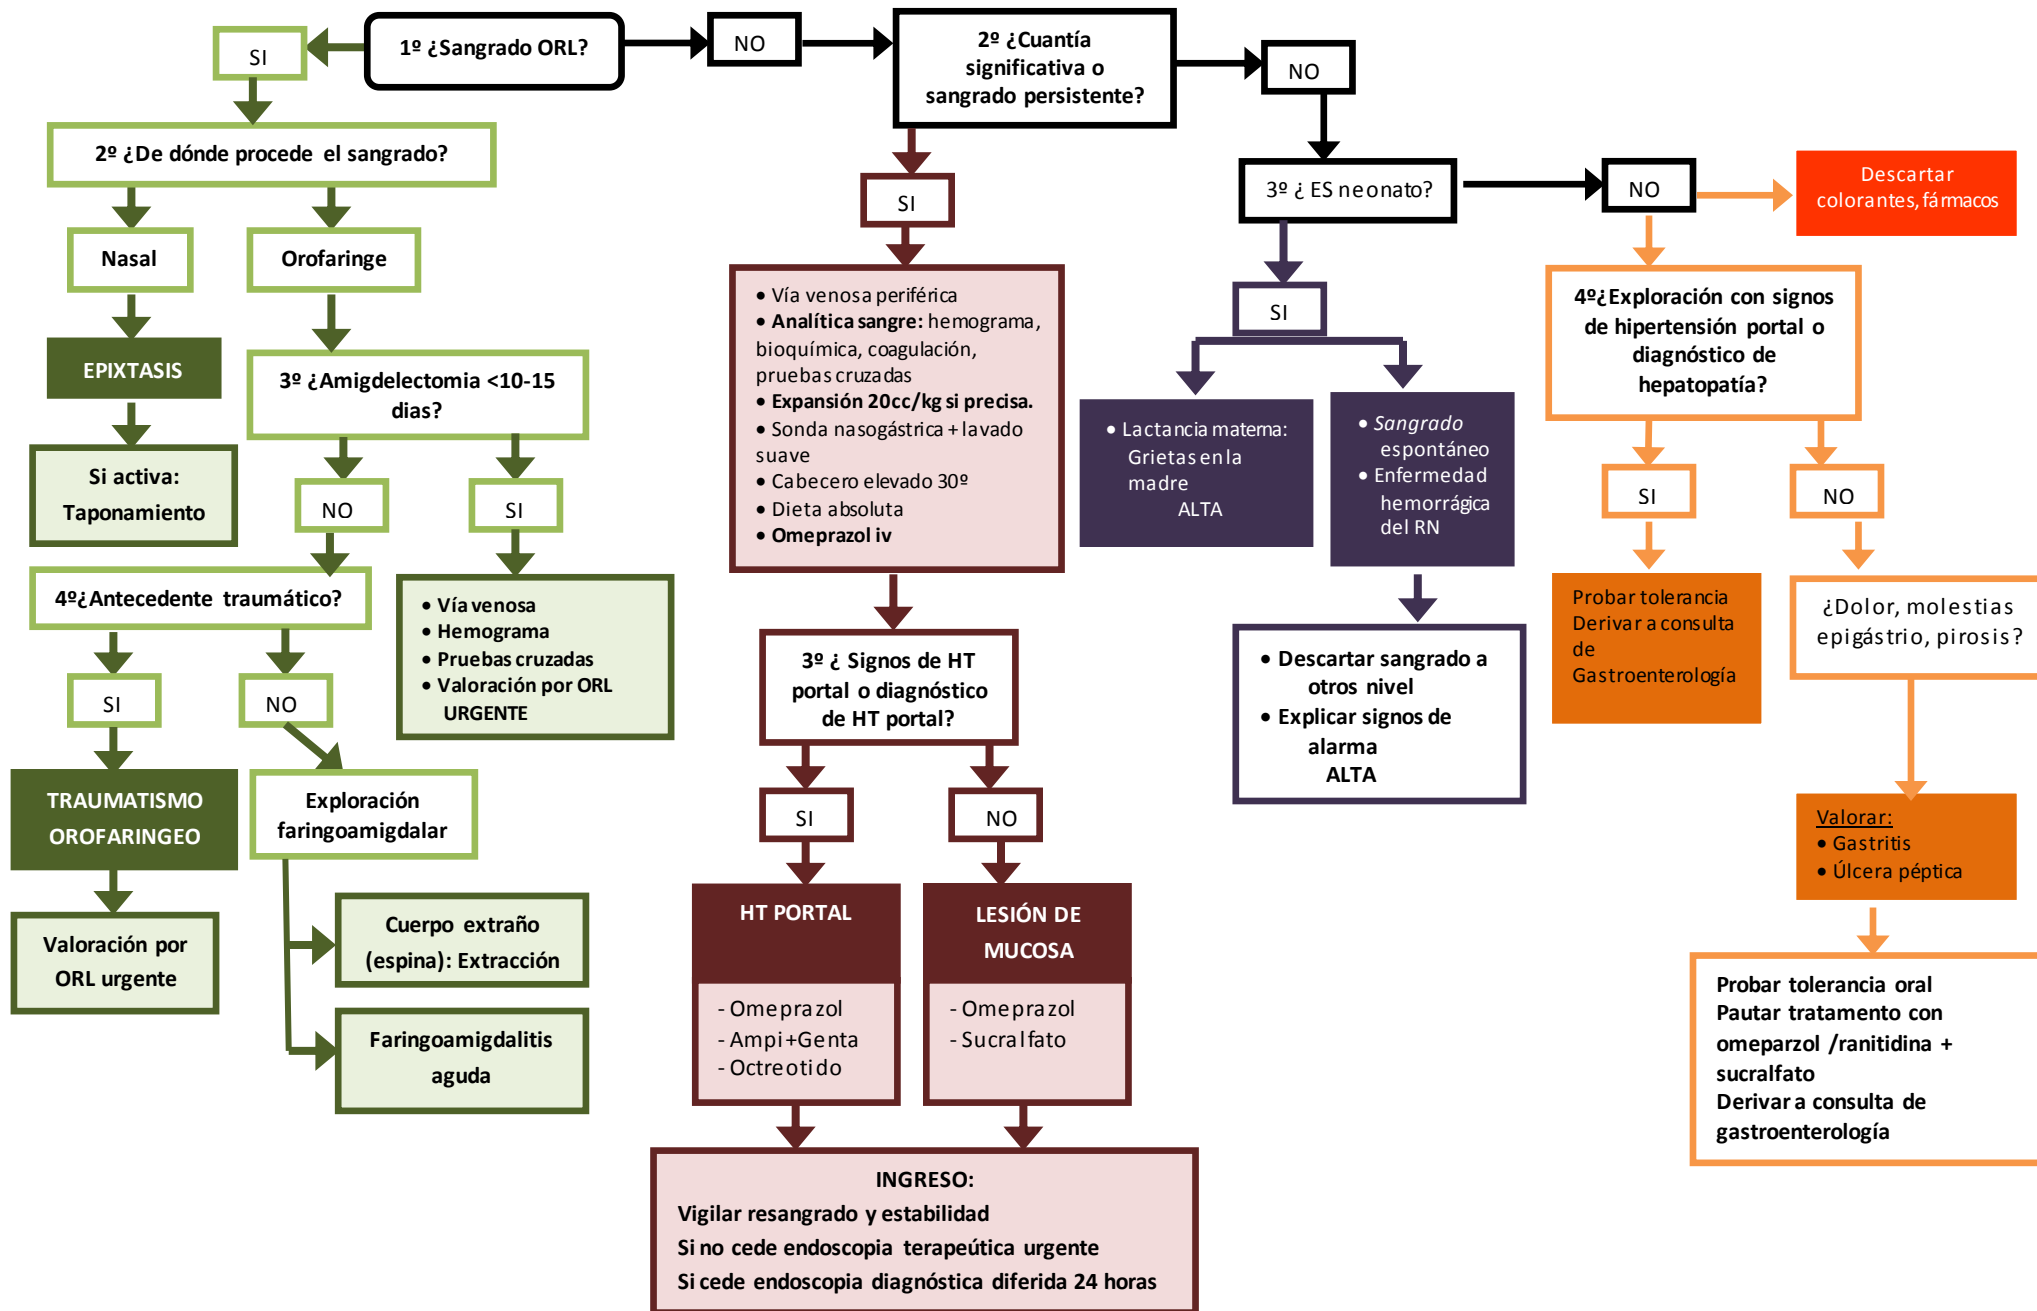 1º ¿Sangrado ORL?
SI
NO
2º ¿Cuantía
significativa o
sangrado persistente?
NO
2º ¿De dónde procede el sangrado?
Nasal
Orofaringe
EPIXTASIS
Si activa:
Taponamiento
3º ¿Amigdelectomia <10-15
dias?
NO
SI
4º¿Antecedente traumático?
• Vía venosa
• Hemograma
• Pruebas cruzadas
• Valoración por ORL
URGENTE
SI
NO
TRAUMATISMO
OROFARINGEO
Exploración
faringoamigdalar
Valoración por
ORL urgente
Cuerpo extraño
(espina): Extracción
Faringoamigdalitis
aguda
SI
• Vía venosa periférica
• Analítica sangre: hemograma,
bioquímica, coagulación,
pruebas cruzadas
• Expansión 20cc/kg si precisa.
• Sonda nasogástrica + lavado
suave
• Cabecero elevado 30º
• Dieta absoluta
• Omeprazol iv
3º ¿ Signos de HT
portal o diagnóstico
de HT portal?
SI
NO
HT PORTAL
- Omeprazol
- Ampi+Genta
- Octreotido
LESIÓN DE
MUCOSA
- Omeprazol
- Sucralfato
INGRESO:
Vigilar resangrado y estabilidad
Si no cede endoscopia terapeútica urgente
Si cede endoscopia diagnóstica diferida 24 horas
3º ¿ ES neonato?
NO
Descartar
colorantes, fármacos
SI
• Lactancia materna:
Grietas en la
madre
ALTA
• Sangrado
espontáneo
• Enfermedad
hemorrágica
del RN
• Descartar sangrado a
otros nivel
• Explicar signos de
alarma
ALTA
4º¿Exploración con signos
de hipertensión portal o
diagnóstico de
hepatopatía?
SI
NO
Probar tolerancia
Derivar a consulta
de
Gastroenterología
¿Dolor, molestias
epigástrio, pirosis ?
Valorar:
• Gastritis
• Úlcera péptica
Probar tolerancia oral
Pautar tratamiento con
omeparzol /ranitidina +
sucralfato
Derivar a consulta de
gastroenterología